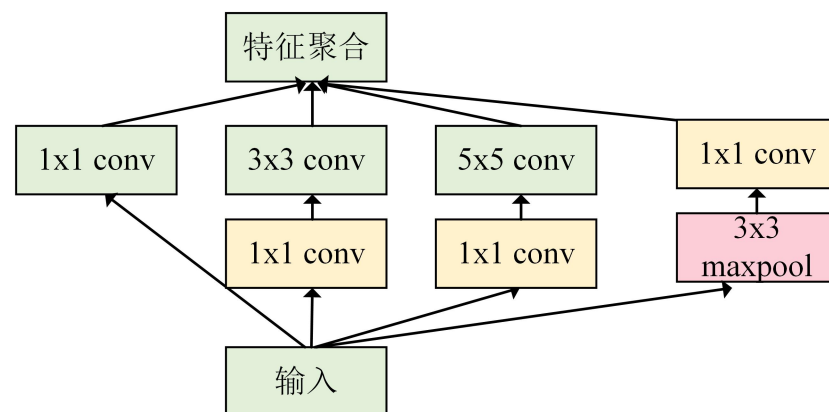 特征聚合
1x1 conv
3x3 conv
5x5 conv
1x1 conv
1x1 conv
1x1 conv
3x3
maxpool
输入